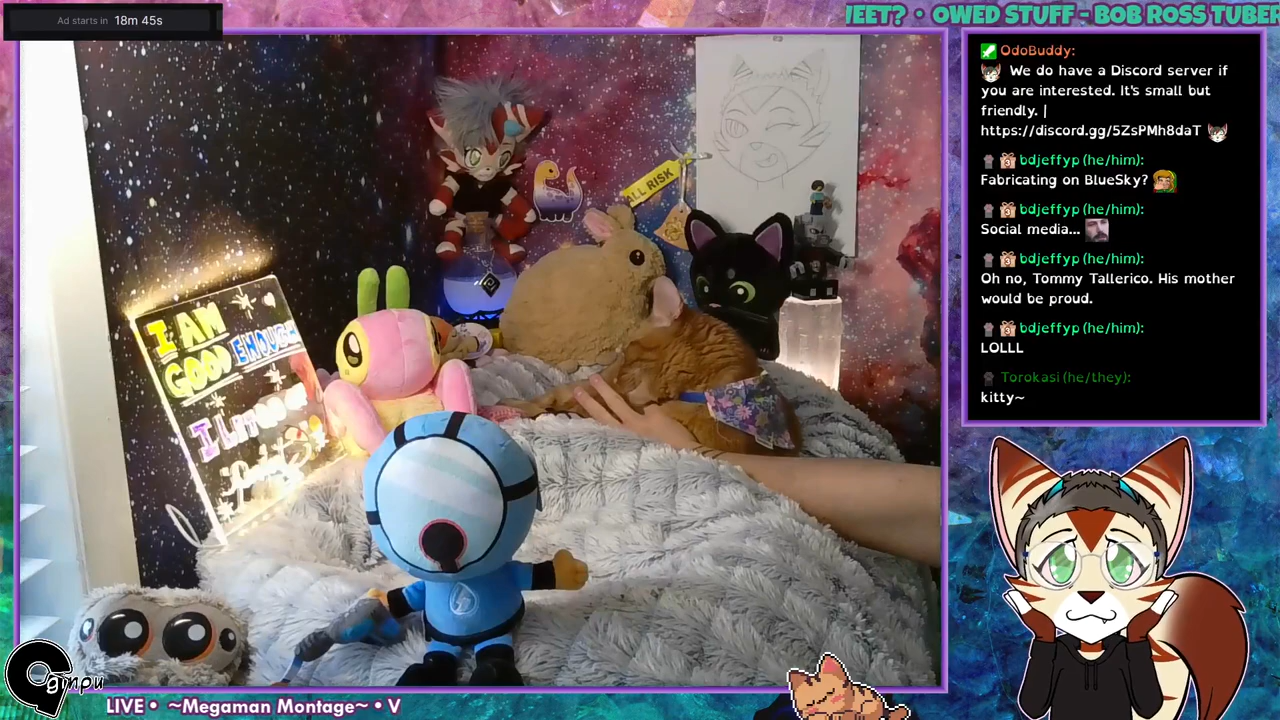 Ad starts in 18m 45s
WEET? • OWED STUFF - BOB ROSS TUBER
OdoBuddy:
We do have a Discord server if
you are interested. It's small but
friendly. |
https://discord.gg/5ZsPMh8daT
bdjeffyp (he/him):
Fabricating on BlueSky?
bdjeffyp (he/him):
Social media...
bdjeffyp (he/him):
Oh no, Tommy Tallerico. His mother
would be proud.
bdjeffyp (he/him):
LOLLL
Torokasi (he/they):
kitty~
ALL RISK
I AM
GOOD ENOUGH
Cginpu
LIVE • ~Megaman Montage~ • V